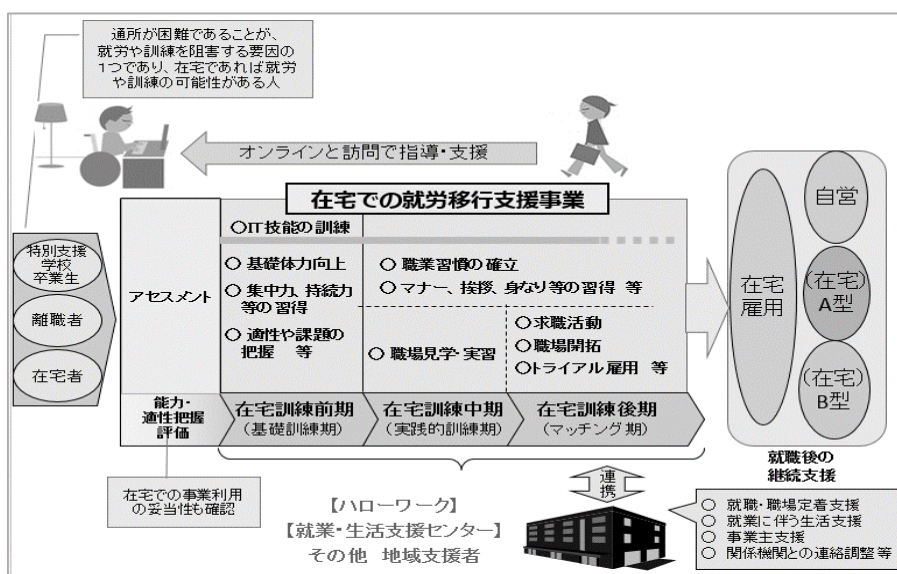 通所が困難であることが、
就労や訓練を阻害する要因の
1つであり、在宅であれば就労
や訓練の可能性がある人
オンラインと訪問で指導・支援
在宅での就労移行支援事業
特別支援
学校
卒業生
離職者
在宅者
アセスメント
能力・
適性把握
評価
○IT技能の訓練
○ 基礎体力向上
○ 集中力、持続力
等の習得
○ 適性や課題の
把握 等
○ 職業習慣の確立
○ マナー、挨拶、身なり等の習得 等
○ 職場見学・実習
○求職活動
○職場開拓
○トライアル雇用 等
在宅訓練前期
(基礎訓練期)
在宅訓練中期
(実践的訓練期)
在宅訓練後期
(マッチング期)
在宅
雇用
自営
(在宅)
A型
(在宅)
B型
就職後の
継続支援
在宅での事業利用
の妥当性も確認
【ハローワーク】
【就業・生活支援センター】
その他 地域支援者
連携
○ 就職・職場定着支援
○ 就業に伴う生活支援
○ 事業主支援
○ 関係機関との連絡調整等